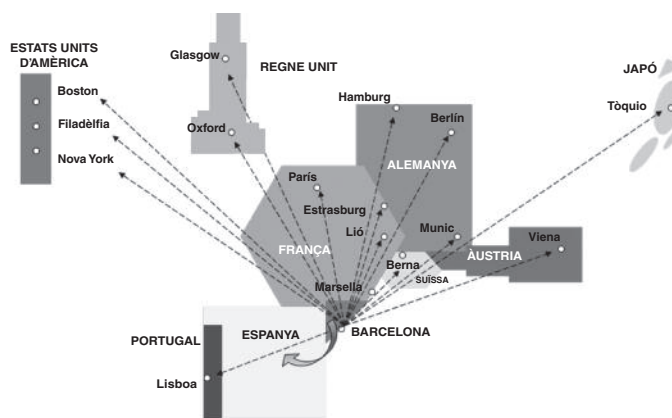 ESTATS UNITS
D'AMÈRICA
Boston
Filadèlfia
Nova York
Glasgow
REGNE UNIT
Oxford
JAPÓ
Tòquio
Hamburg
Berlín
ALEMANYA
París
Estrasburg
Lió
FRANÇA
Munic
Viena
ÀUSTRIA
Berna
SUÏSSA
Marsella
PORTUGAL
ESPANYA
BARCELONA
Lisboa